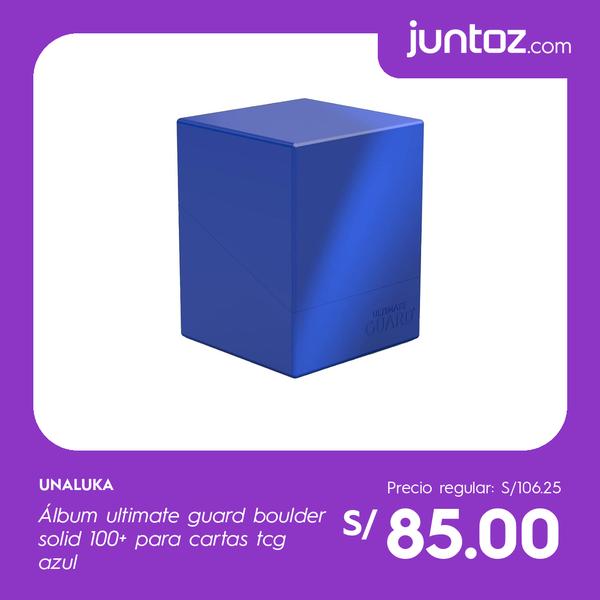 juntoz.com
ULTIMATE
GUARD
UNALUKA
Álbum ultimate guard boulder
solid 100+ para cartas tcg
azul
Precio regular: S/106.25
S/ 85.00